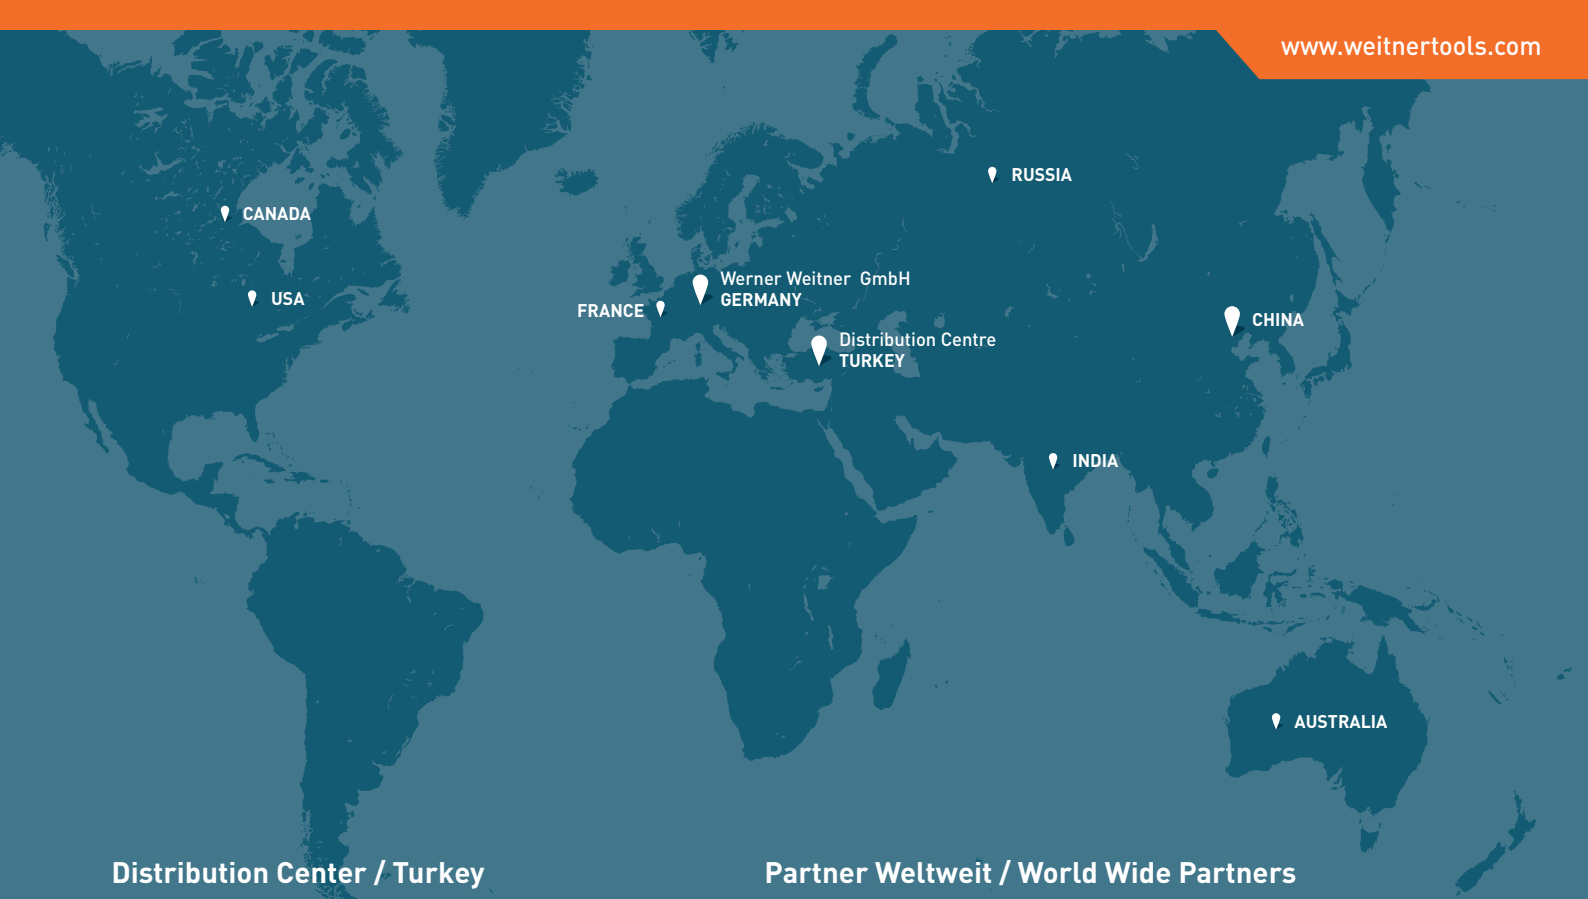 www.weitnertools.com
RUSSIA
CANADA
Werner Weitner GmbH
GERMANY
USA
FRANCE
CHINA
Distribution Centre
TURKEY
INDIA
AUSTRALIA
Distribution Center / Turkey
Partner Weltweit / World Wide Partners